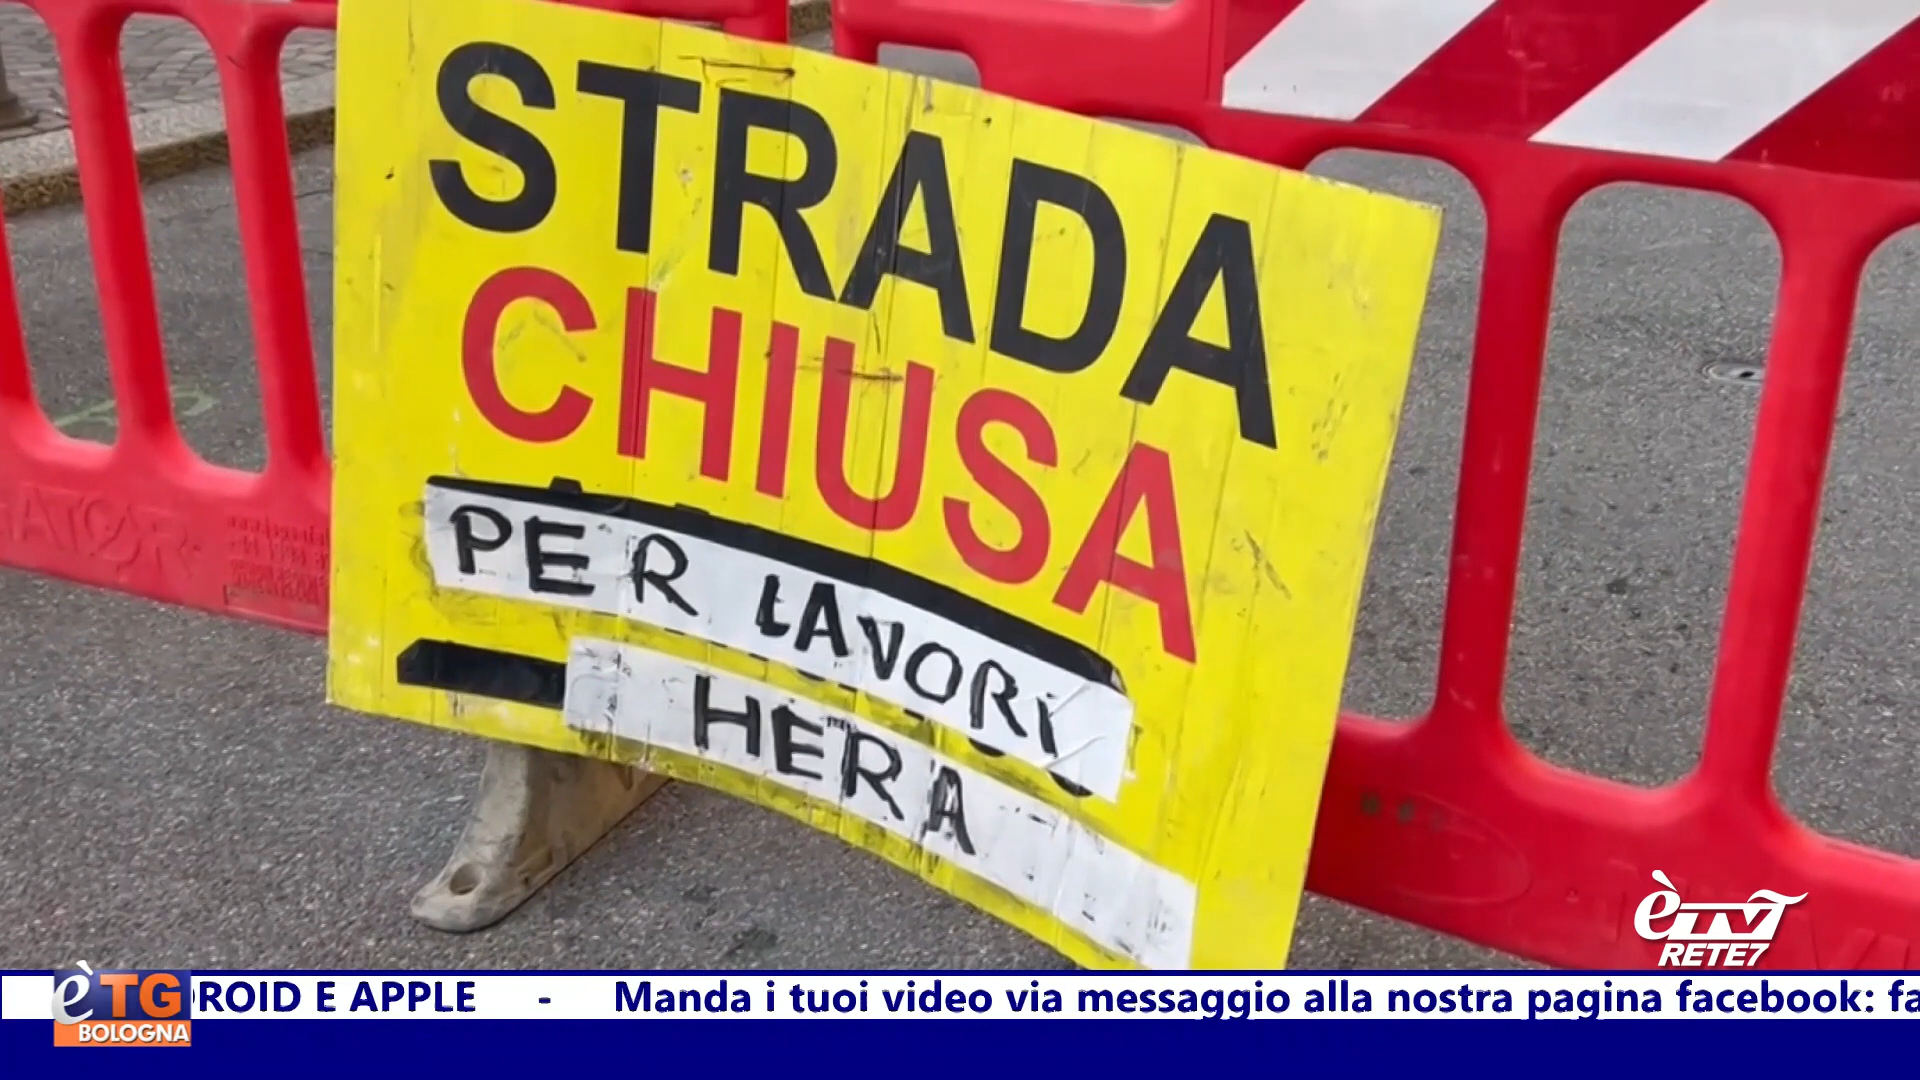 STRADA
CHIUSA
PER LAVORI
HERA
èTV
RETE7
èTG
BOLOGNA
ROID E APPLE - Manda i tuoi video via messaggio alla nostra pagina facebook: fa